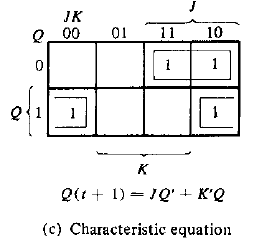 JK
J
Q 00 01 11 10
0 1 1
Q 1 1 1
K
Q(t + 1) = JQ' + K'Q
(c) Characteristic equation